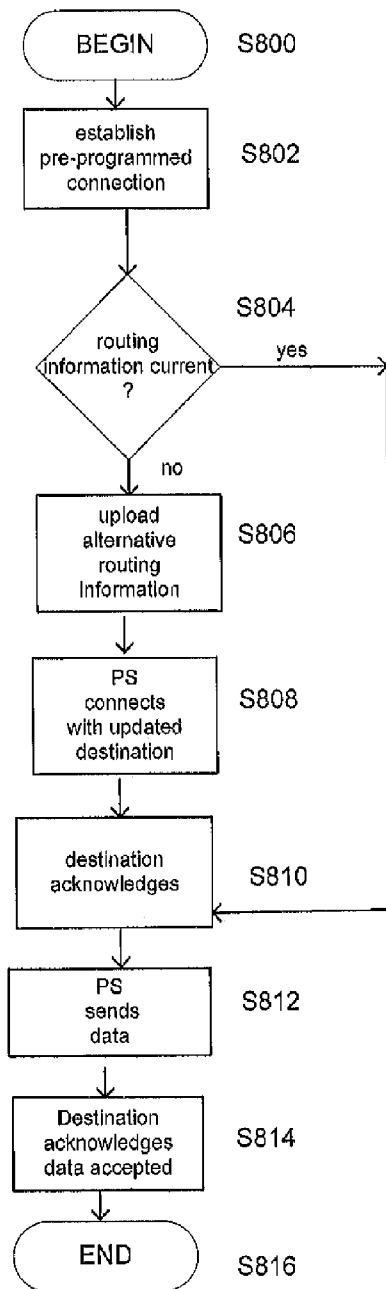 BEGIN
S800
establish
pre-programmed
connection
S802
S804
routing
information current
?
yes
no
upload
alternative
routing
Information
S806
PS
connects
with updated
destination
S808
destination
acknowledges
S810
PS
sends
data
S812
Destination
acknowledges
data accepted
S814
END
S816